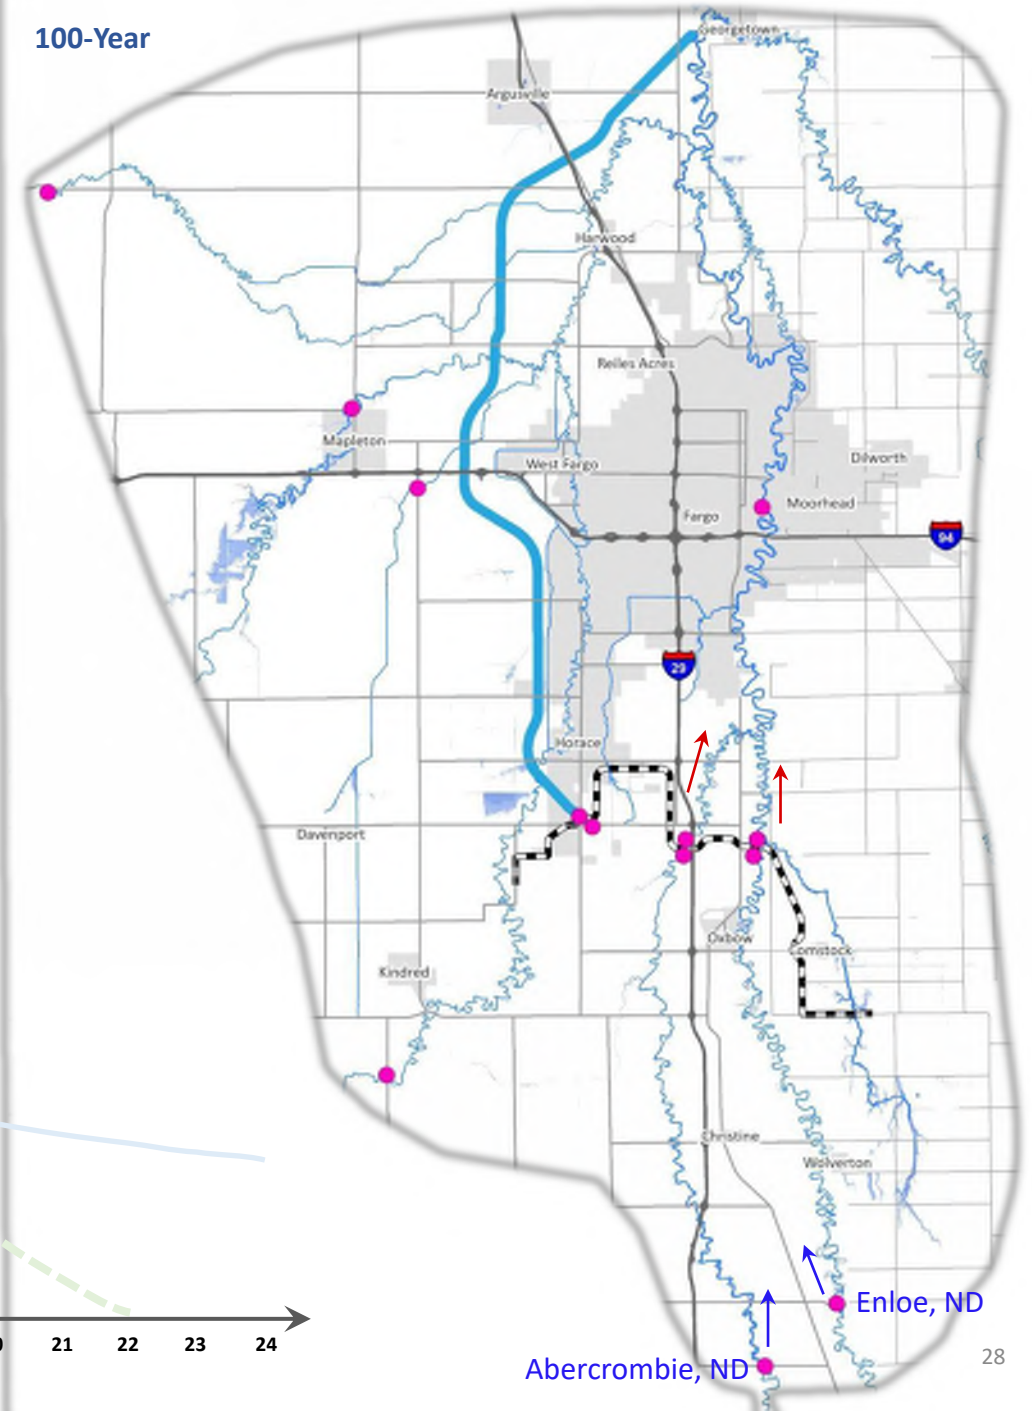 100-Year
Georgetown
Argusville
Harwood
Reiles Acres
Mapleton
West Fargo
Dilworth
Moorhead
Fargo
94
29
Horace
Davenport
Oxbow
Comstock
Kindred
Christine
Wolverton
Enloe, ND
Abercrombie, ND
21 22 23 24
28